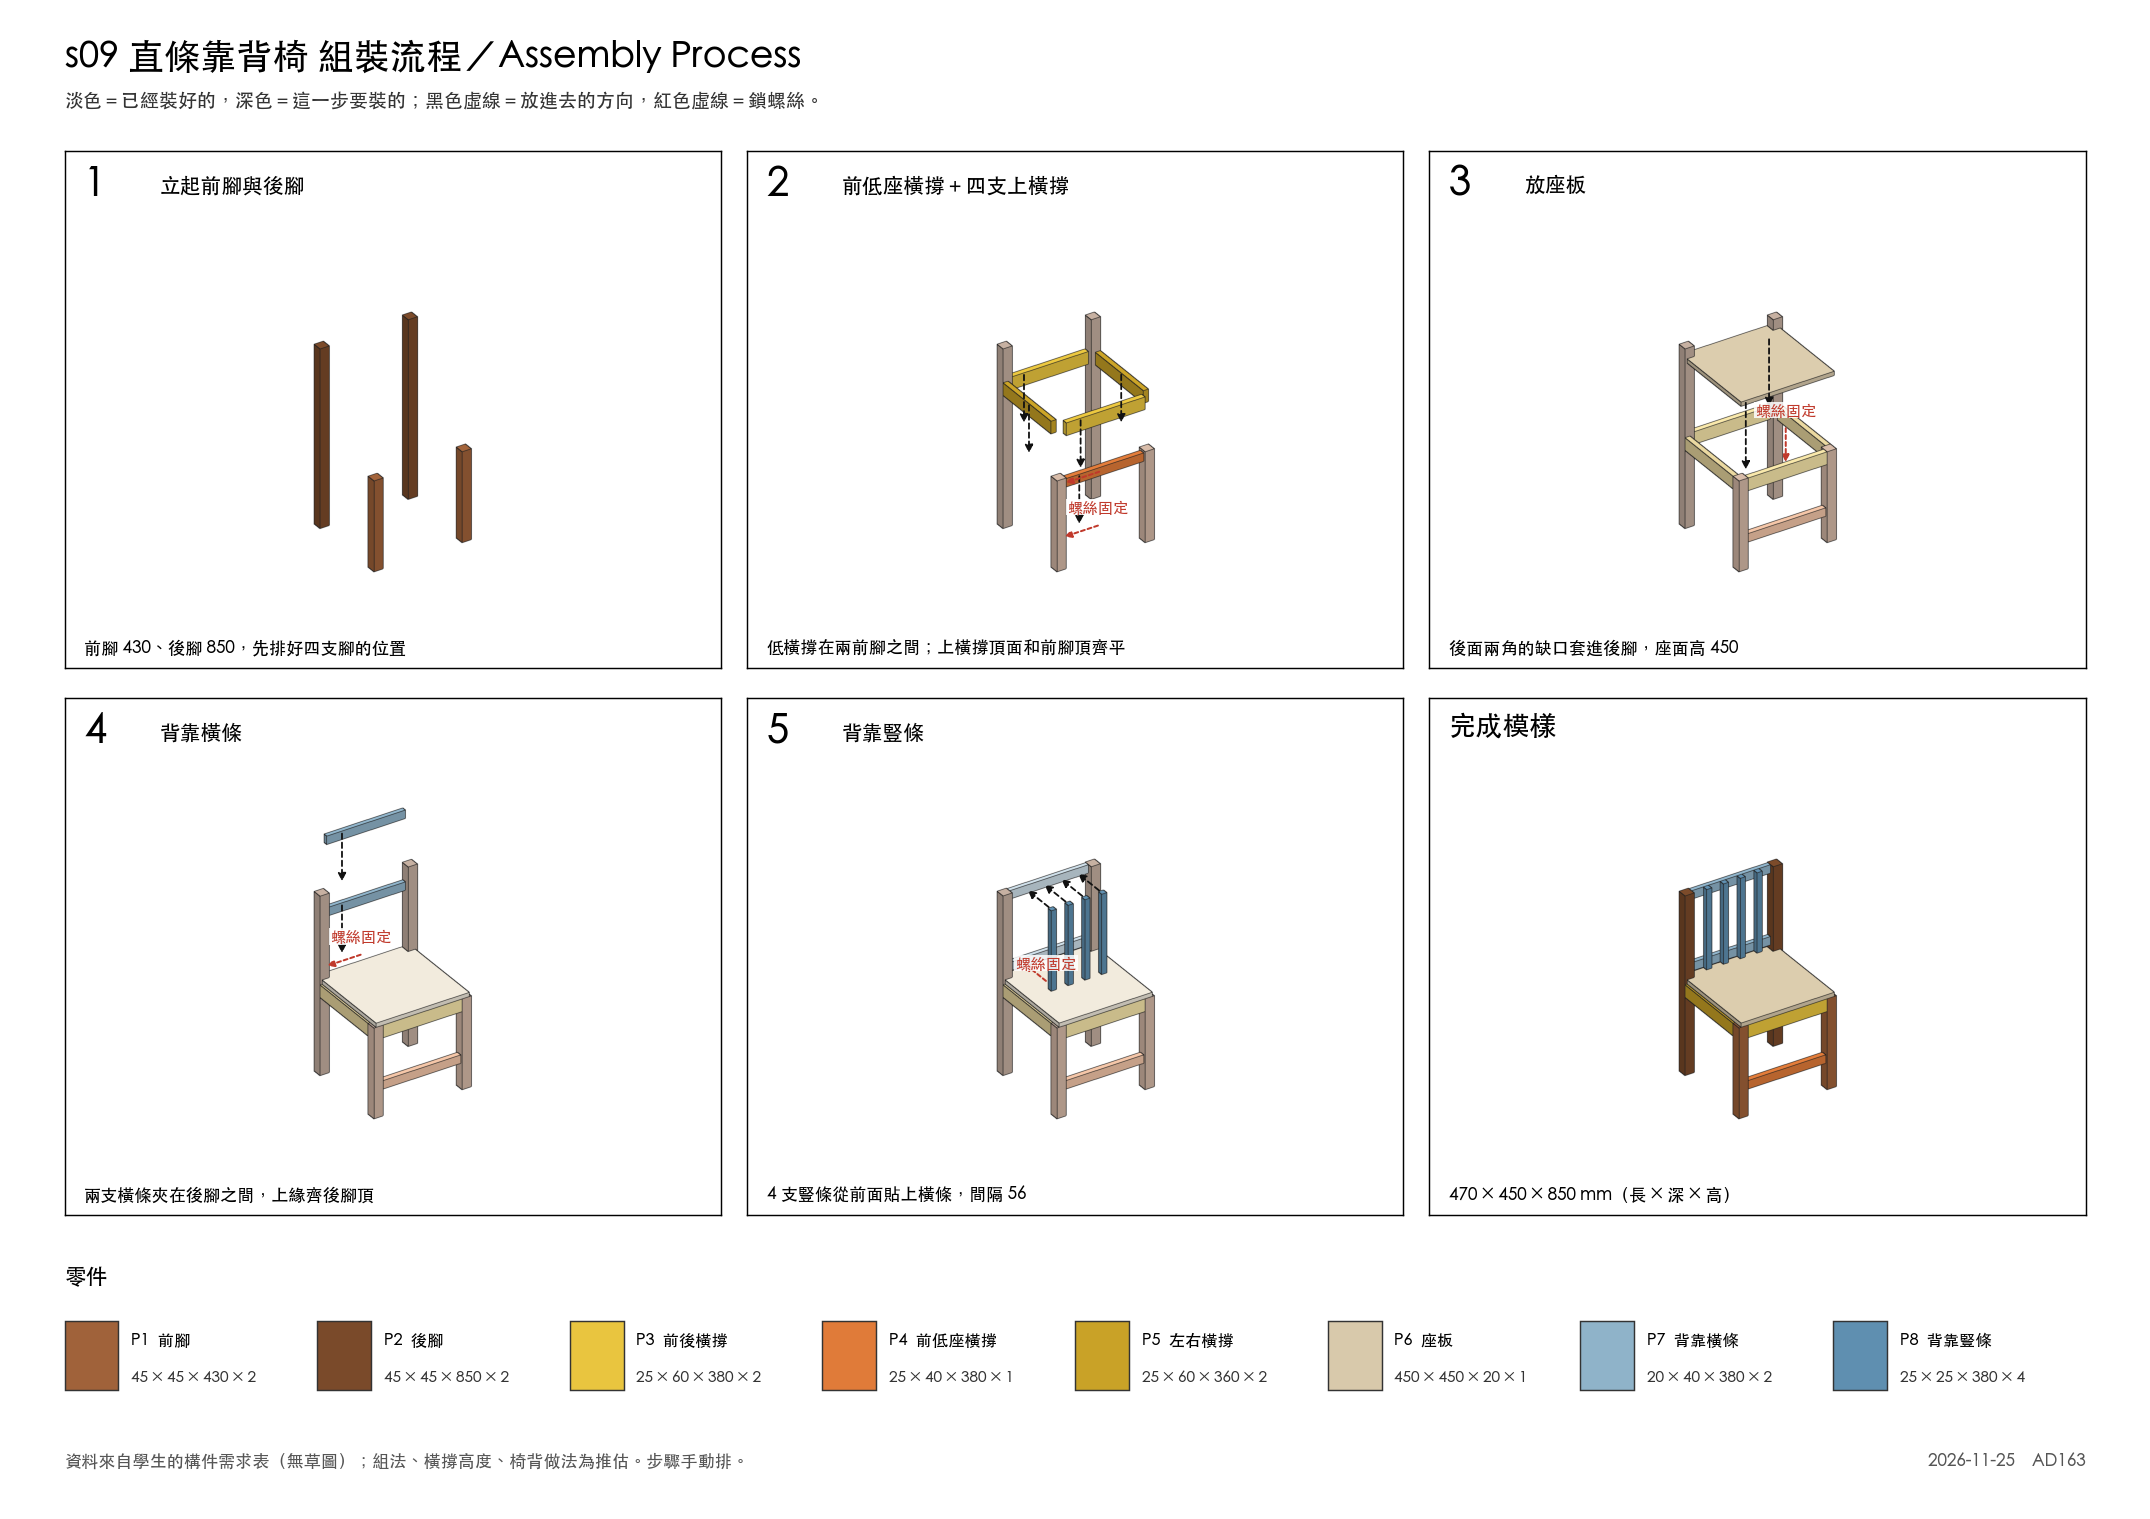 s09 直條靠背椅 組裝流程／Assembly Process
淡色＝已經裝好的，深色＝這一步要裝的；黑色虛線＝放進去的方向，紅色虛線＝鎖螺絲。
1 立起前腳與後腳
前腳 430、後腳 850，先排好四支腳的位置
2 前低座橫撐＋四支上橫撐
螺絲固定
低橫撐在兩前腳之間；上橫撐頂面和前腳頂齊平
3 放座板
螺絲固定
後面兩角的缺口套進後腳，座面高 450
4 背靠橫條
螺絲固定
兩支橫條夾在後腳之間，上緣齊後腳頂
5 背靠豎條
螺絲固定
4 支豎條從前面貼上橫條，間隔 56
完成模樣
470 × 450 × 850 mm（長 × 深 × 高）
零件
P1 前腳
45 × 45 × 430 × 2
P2 後腳
45 × 45 × 850 × 2
P3 前後橫撐
25 × 60 × 380 × 2
P4 前低座橫撐
25 × 40 × 380 × 1
P5 左右橫撐
25 × 60 × 360 × 2
P6 座板
450 × 450 × 20 × 1
P7 背靠橫條
20 × 40 × 380 × 2
P8 背靠豎條
25 × 25 × 380 × 4
資料來自學生的構件需求表（無草圖）；組法、橫撐高度、椅背做法為推估。步驟手動排。
2026-11-25 AD163